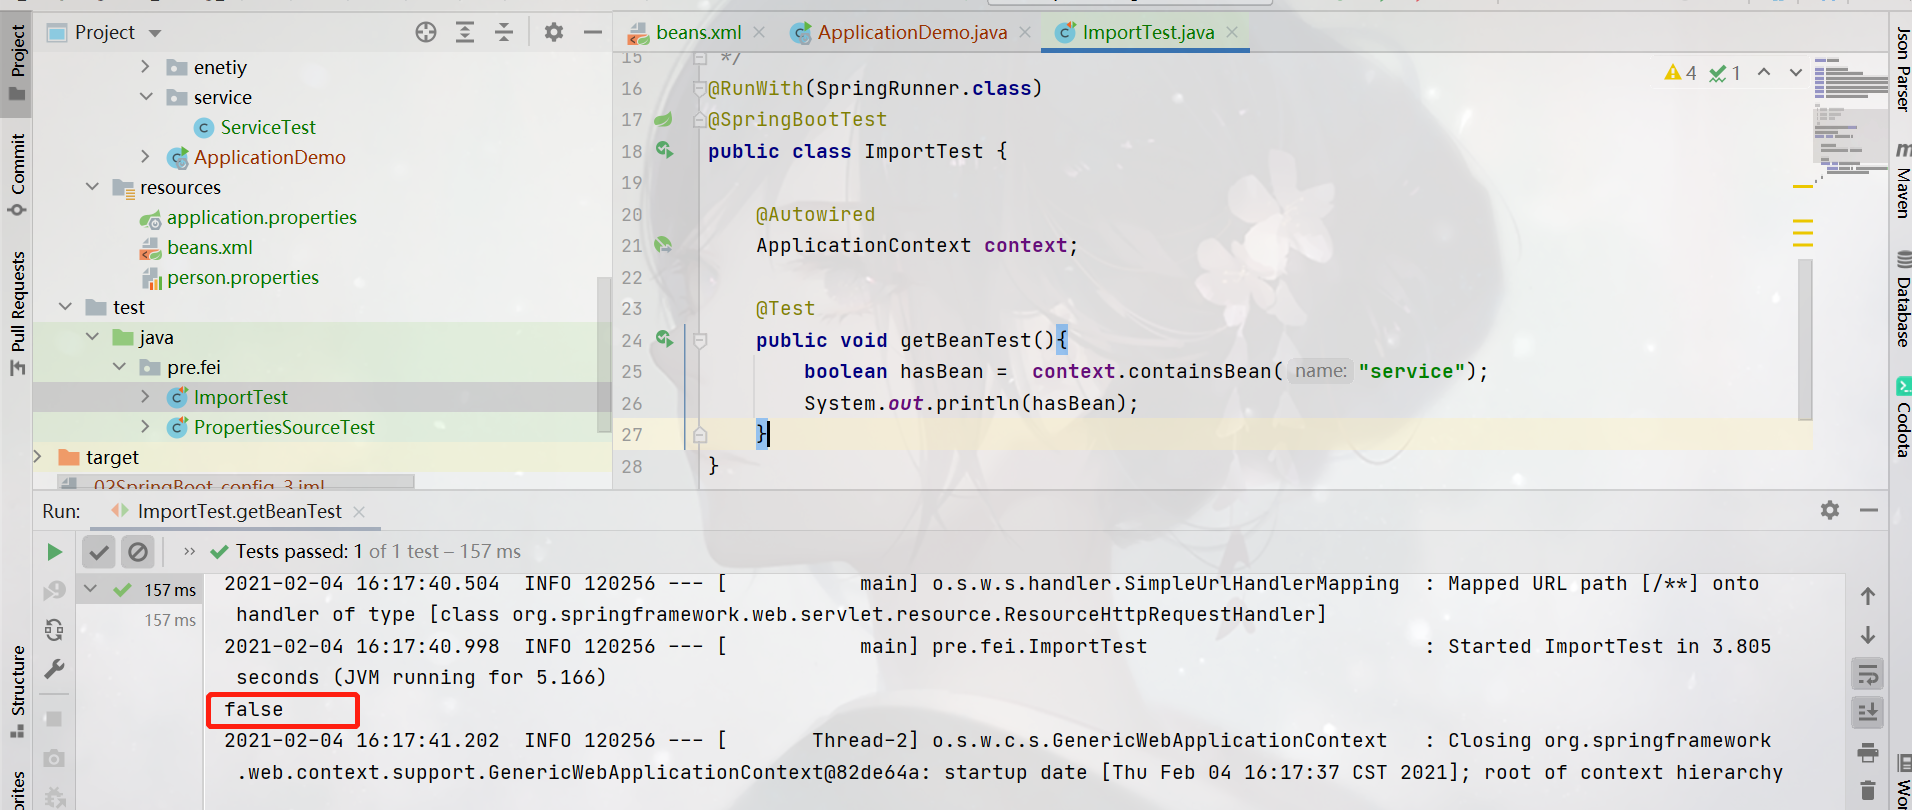 Project
beans.xml
ApplicationDemo.java
ImportTest.java
Project
Commit
Pull Requests
Structure
enetiy
service
ServiceTest
ApplicationDemo
resources
application.properties
beans.xml
person.properties
test
java
pre.fei
ImportTest
PropertiesSourceTest
target
02SpringBoot_config_3.iml
4
1
15 */
16 @RunWith(SpringRunner.class)
17 @SpringBootTest
18 public class ImportTest {
19
20 @Autowired
21 ApplicationContext context;
22
23 @Test
24 public void getBeanTest(){
25 boolean hasBean = context.containsBean( name: "service");
26 System.out.println(hasBean);
27 }
28 }
Json Parser
Maven
Database
Codota
Run: ImportTest.getBeanTest
Tests passed: 1 of 1 test – 157 ms
157 ms
157 ms
2021-02-04 16:17:40.504 INFO 120256 --- [ main] o.s.w.s.handler.SimpleUrlHandlerMapping : Mapped URL path [/**] onto
handler of type [class org.springframework.web.servlet.resource.ResourceHttpRequestHandler]
2021-02-04 16:17:40.998 INFO 120256 --- [ main] pre.fei.ImportTest : Started ImportTest in 3.805
seconds (JVM running for 5.166)
false
2021-02-04 16:17:41.202 INFO 120256 --- [ Thread-2] o.s.w.c.s.GenericWebApplicationContext : Closing org.springframework
.web.context.support.GenericWebApplicationContext@82de64a: startup date [Thu Feb 04 16:17:37 CST 2021]; root of context hierarchy